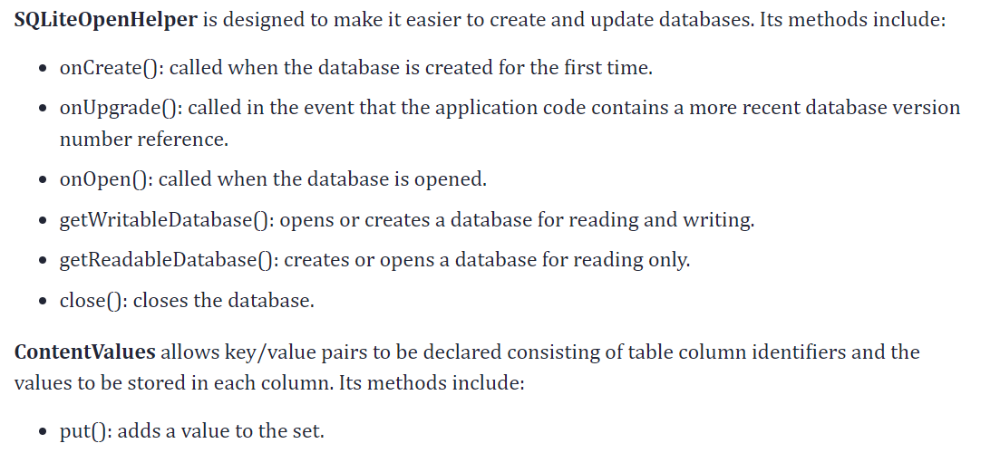 SQLiteOpenHelper is designed to make it easier to create and update databases. Its methods include:
• onCreate(): called when the database is created for the first time.
• onUpgrade(): called in the event that the application code contains a more recent database version
number reference.
• onOpen(): called when the database is opened.
• getWritableDatabase(): opens or creates a database for reading and writing.
• getReadableDatabase(): creates or opens a database for reading only.
• close(): closes the database.
ContentValues allows key/value pairs to be declared consisting of table column identifiers and the
values to be stored in each column. Its methods include:
• put(): adds a value to the set.